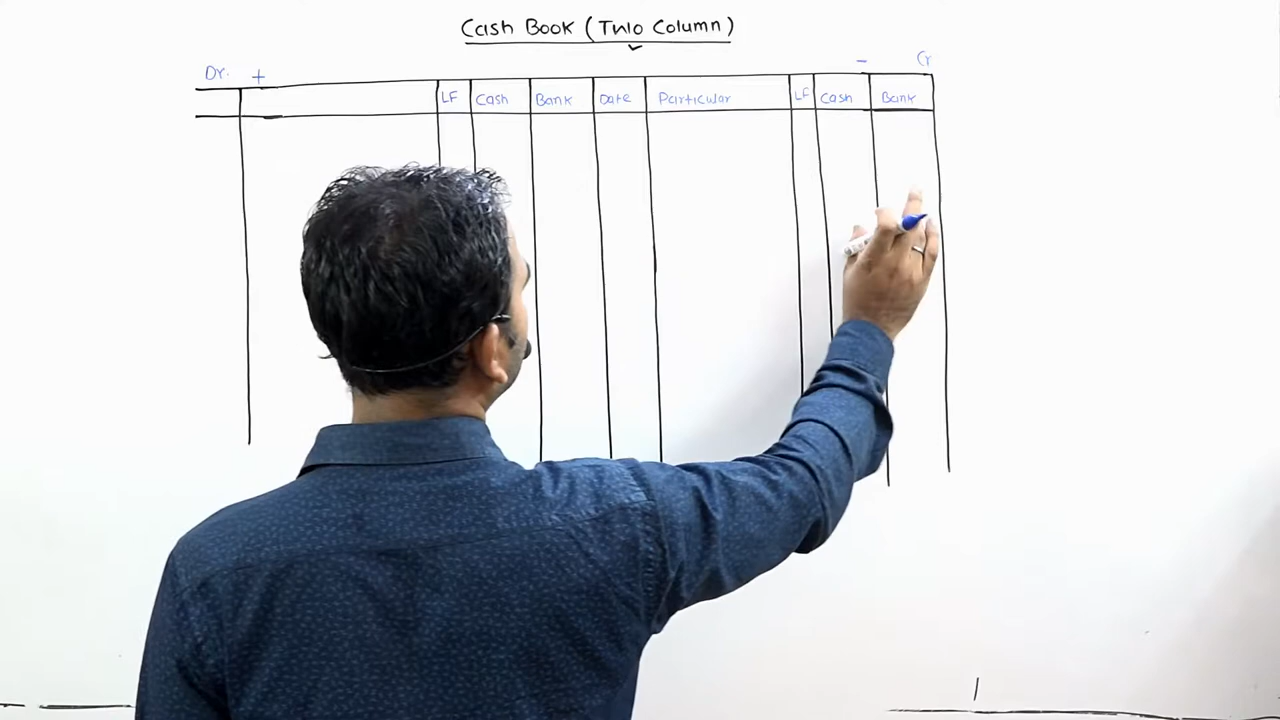 Cash Book (Two Column)
Dr. + - Cr
LF Cash Bank Date Particular LF Cash Bank